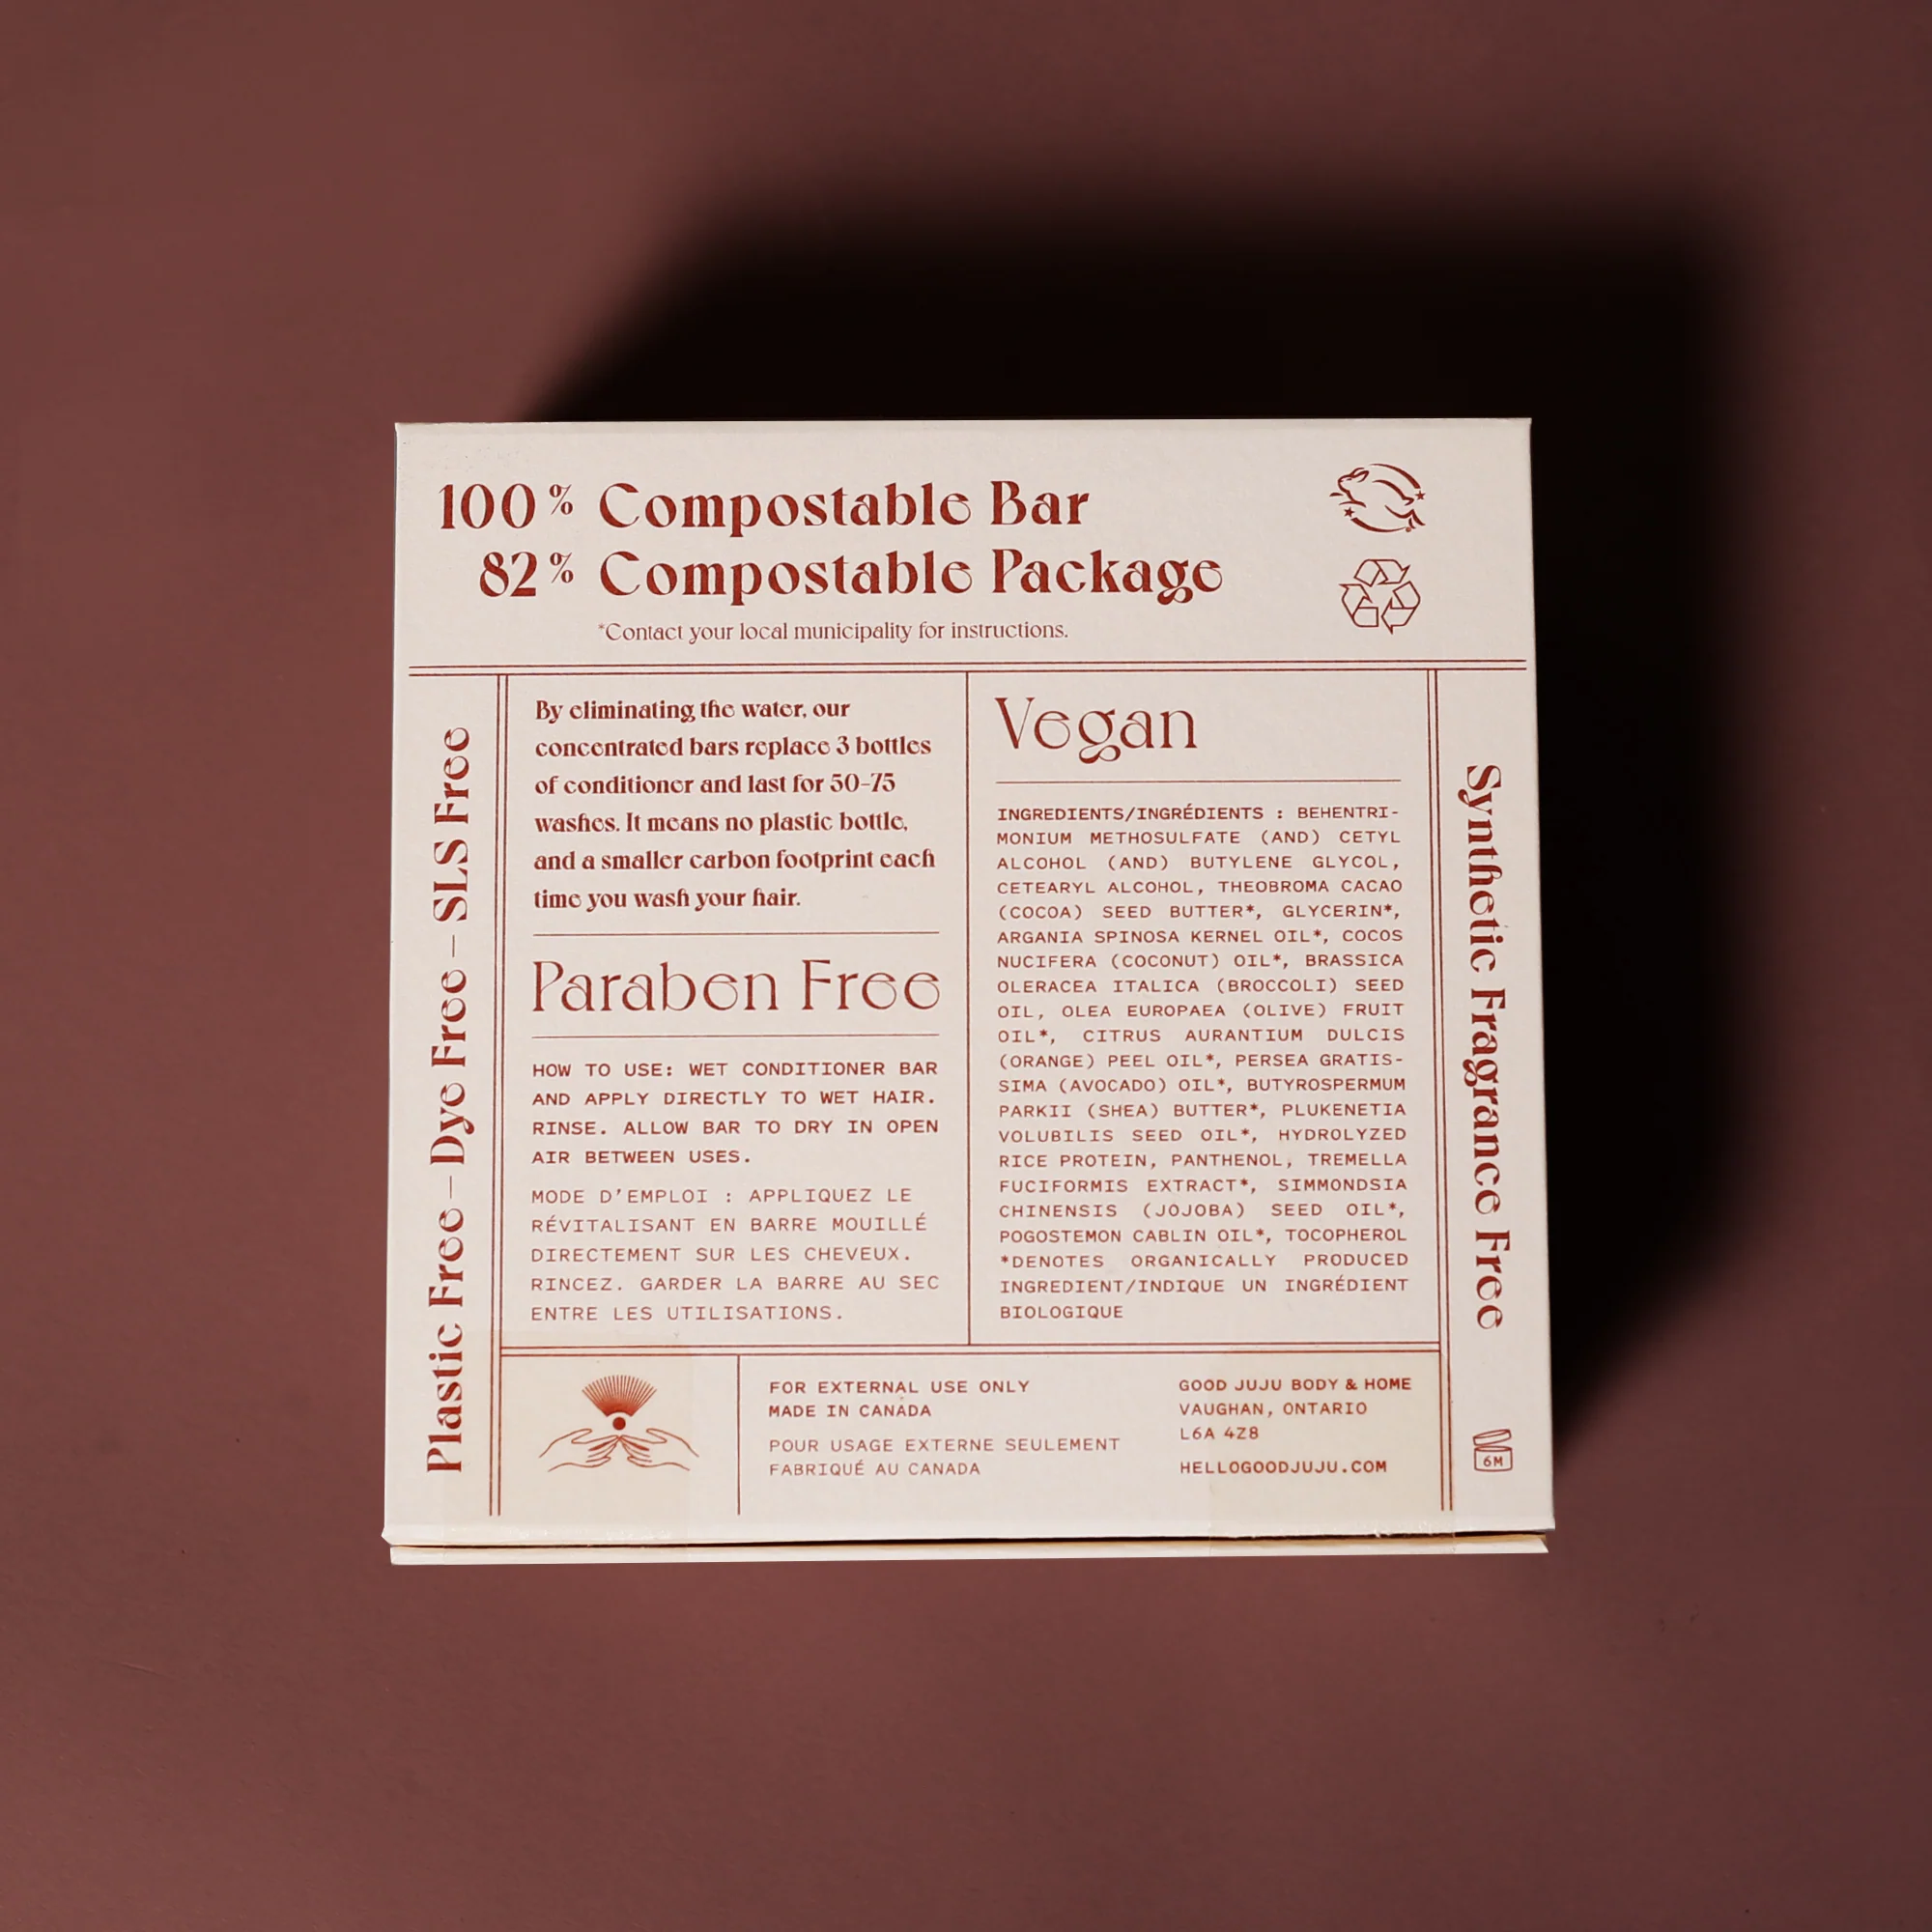 100% Compostable Bar
82% Compostable Package
*Contact your local municipality for instructions.
Plastic Free – Dye Free – SLS Free
By eliminating the water, our
concentrated bars replace 3 bottles
of conditioner and last for 50-75
washes. It means no plastic bottle,
and a smaller carbon footprint each
time you wash your hair.
Paraben Free
HOW TO USE: WET CONDITIONER BAR
AND APPLY DIRECTLY TO WET HAIR.
RINSE. ALLOW BAR TO DRY IN OPEN
AIR BETWEEN USES.
MODE D'EMPLOI : APPLIQUEZ LE
RÉVITALISANT EN BARRE MOUILLÉ
DIRECTEMENT SUR LES CHEVEUX.
RINCEZ. GARDER LA BARRE AU SEC
ENTRE LES UTILISATIONS.
Vegan
INGREDIENTS/INGRÉDIENTS : BEHENTRI-
MONIUM METHOSULFATE (AND) CETYL
ALCOHOL (AND) BUTYLENE GLYCOL,
CETEARYL ALCOHOL, THEOBROMA CACAO
(COCOA) SEED BUTTER*, GLYCERIN*,
ARGANIA SPINOSA KERNEL OIL*, COCOS
NUCIFERA (COCONUT) OIL*, BRASSICA
OLERACEA ITALICA (BROCCOLI) SEED
OIL, OLEA EUROPAEA (OLIVE) FRUIT
OIL*, CITRUS AURANTIUM DULCIS
(ORANGE) PEEL OIL*, PERSEA GRATIS-
SIMA (AVOCADO) OIL*, BUTYROSPERMUM
PARKII (SHEA) BUTTER*, PLUKENETIA
VOLUBILIS SEED OIL*, HYDROLYZED
RICE PROTEIN, PANTHENOL, TREMELLA
FUCIFORMIS EXTRACT*, SIMMONDSIA
CHINENSIS (JOJOBA) SEED OIL*,
POGOSTEMON CABLIN OIL*, TOCOPHEROL
*DENOTES ORGANICALLY PRODUCED
INGREDIENT/INDIQUE UN INGRÉDIENT
BIOLOGIQUE
Synthetic Fragrance Free
FOR EXTERNAL USE ONLY
MADE IN CANADA
POUR USAGE EXTERNE SEULEMENT
FABRIQUÉ AU CANADA
GOOD JUJU BODY & HOME
VAUGHAN, ONTARIO
L6A 4Z8
HELLOGOODJUJU.COM
6M